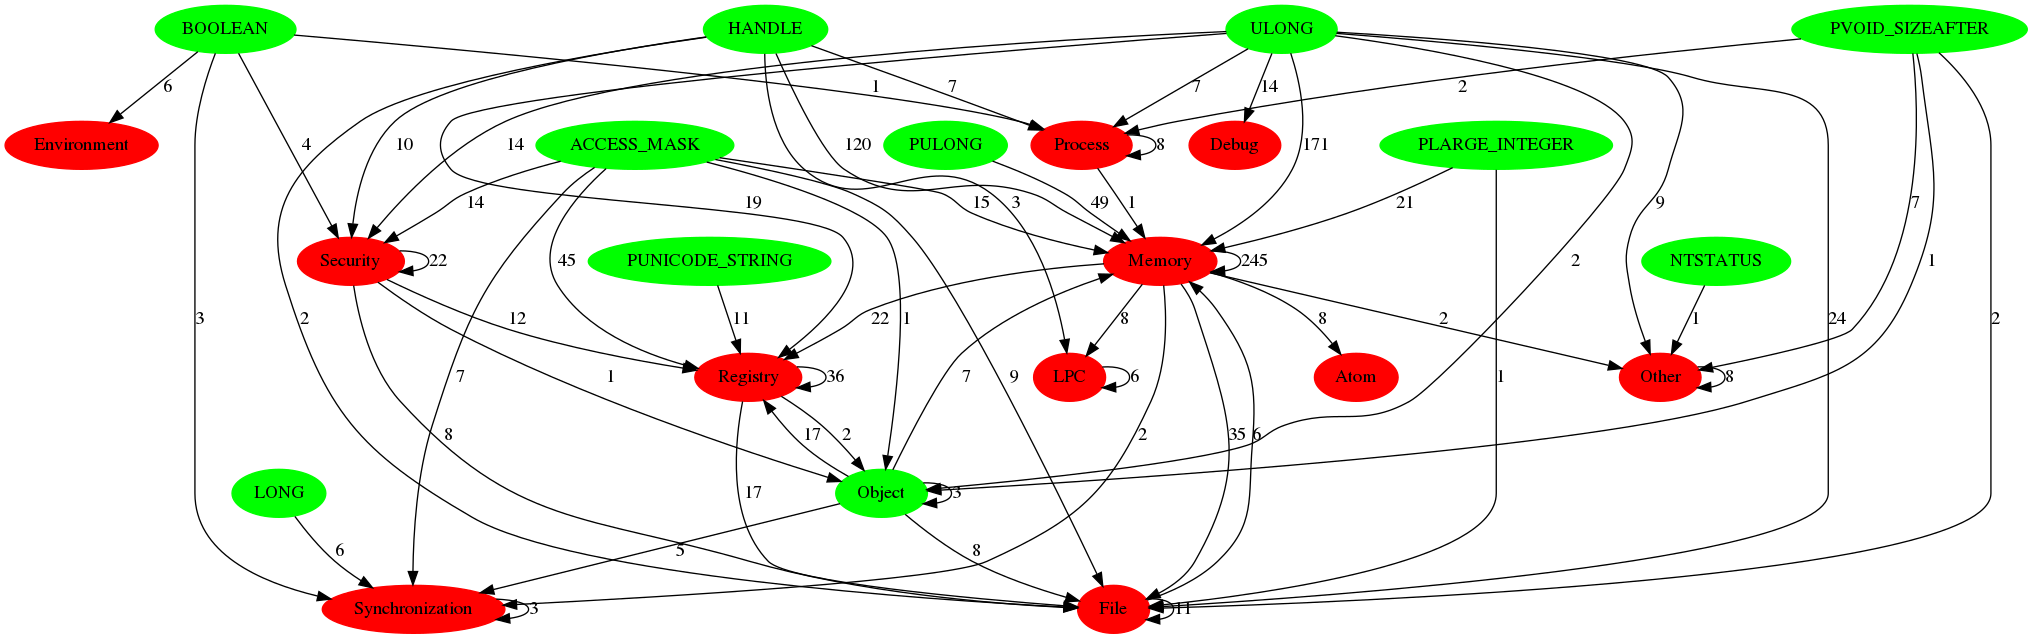 BOOLEAN HANDLE ULONG PVOID_SIZEAFTER
6 1 7 7 14 2
Environment 4 10 14 ACCESS_MASK 120 PULONG Process 8 Debug 171 PLARGE_INTEGER
14 19 15 3 49 1 21 9 7
Security 22 45 PUNICODE_STRING Memory 245 2 NTSTATUS 1
3 2 12 11 22 1 8 8 2 1 24 2
7 Registry 36 9 LPC 6 Atom 1 Other 8
1 8 17 2 7 2 35 6
LONG 17 Object 3
6 5 8
Synchronization 3 File 11